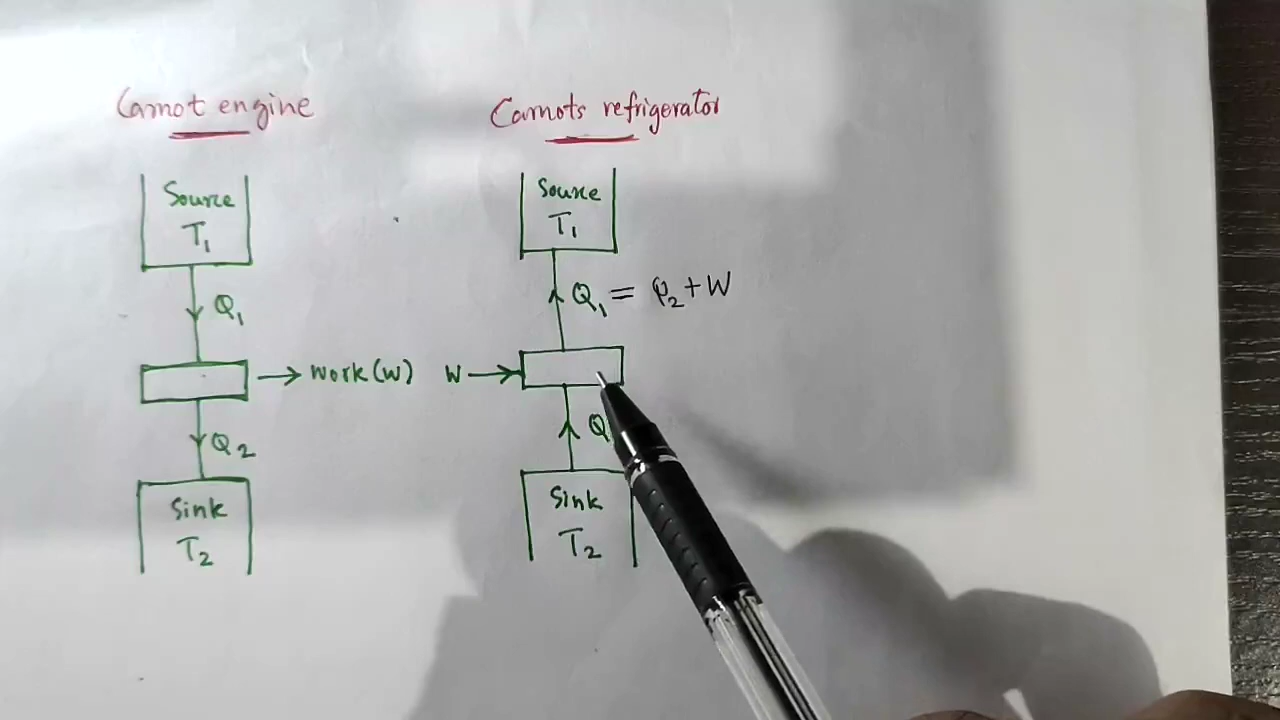 Carnot engine
Source
T₁
Q₁
Work(W)
Q₂
Sink
T₂
Carnots refrigerator
Source
T₁
Q₁ = Q₂ + W
W
Q
Sink
T₂